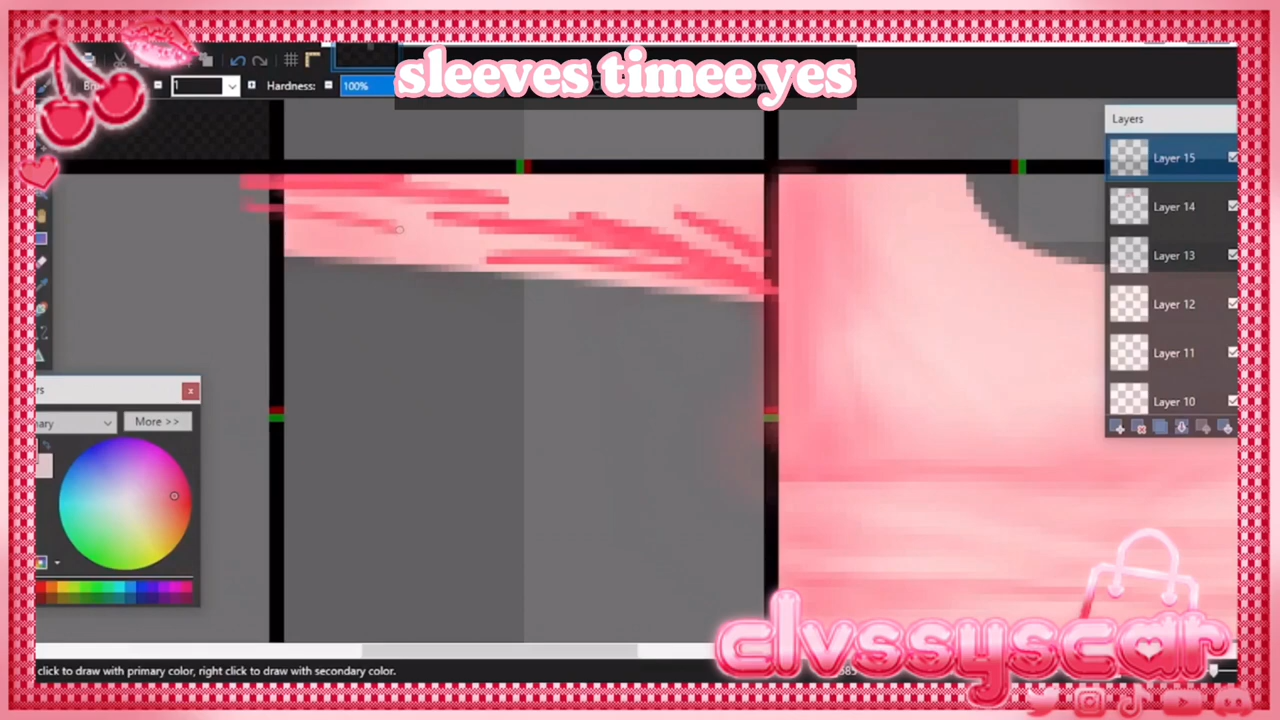 sleeves timee yes
1
Hardness:
100%
Layers
Layer 15
Layer 14
Layer 13
Layer 12
Layer 11
Layer 10
More >>
clvssyscar
click to draw with primary color, right click to draw with secondary color.